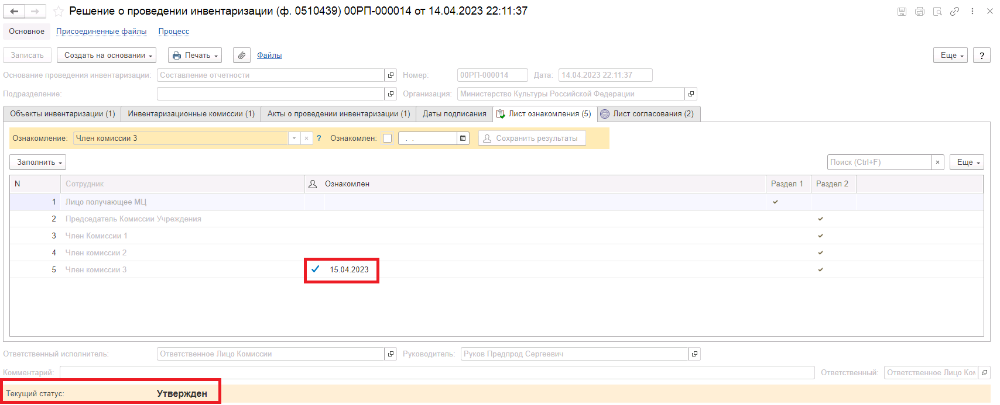 Решение о проведении инвентаризации (ф. 0510439) 00РП-000014 от 14.04.2023 22:11:37
Основное Присоединенные файлы Процесс
Записать Создать на основании Печать Файлы Еще ?
Основание проведения инвентаризации: Составление отчетности Номер: 00РП-000014 Дата: 14.04.2023 22:11:37
Подразделение: Организация: Министерство Культуры Российской Федерации
Объекты инвентаризации (1) Инвентаризационные комиссии (1) Акты о проведении инвентаризации (1) Даты подписания Лист ознакомления (5) Лист согласования (2)
Ознакомление: Член комиссии 3 × ? Ознакомлен: . . Сохранить результаты
Заполнить Поиск (Ctrl+F) × Еще
N Сотрудник Ознакомлен Раздел 1 Раздел 2
1 Лицо получающее МЦ ✓
2 Председатель Комиссии Учреждения ✓
3 Член Комиссии 1 ✓
4 Член комиссии 2 ✓
5 Член комиссии 3 ✓ 15.04.2023 ✓
Ответственный исполнитель: Ответственное Лицо Комиссии Руководитель: Руков Предпрод Сергеевич
Комментарий: Ответственный: Ответственное Лицо Ком
Текущий статус: Утвержден